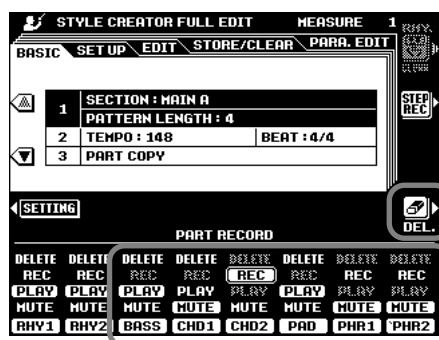 STYLE CREATOR FULL EDIT MEASURE 1
RHY.
BASIC SET UP EDIT STORE/CLEAR PARA. EDIT
1 SECTION : MAIN A
PATTERN LENGTH : 4
STEP
REC
2 TEMPO : 148 BEAT : 4/4
3 PART COPY
SETTING
DEL.
PART RECORD
DELETE DELETE DELETE DELETE DELETE DELETE DELETE DELETE
REC REC REC REC REC REC REC REC
PLAY PLAY PLAY PLAY PLAY PLAY PLAY PLAY
MUTE MUTE MUTE MUTE MUTE MUTE MUTE MUTE
RHY1 RHY2 BASS CHD1 CHD2 PAD PHR1 PHR2